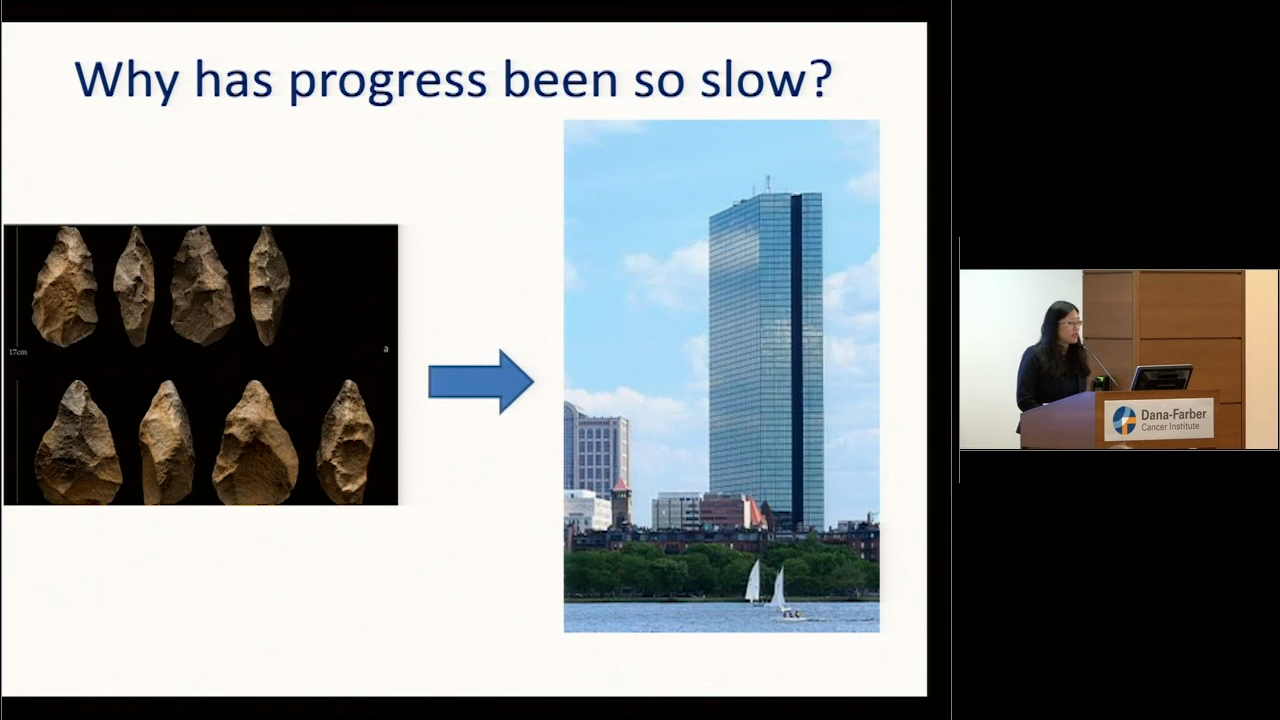 Why has progress been so slow?
17cm
a
Dana-Farber
Cancer Institute